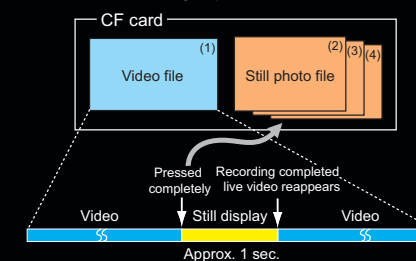 CF card
(1)
Video file
(2)
(3)
(4)
Still photo file
Pressed
completely
Recording completed
live video reappears
Video
Still display
Video
Approx. 1 sec.